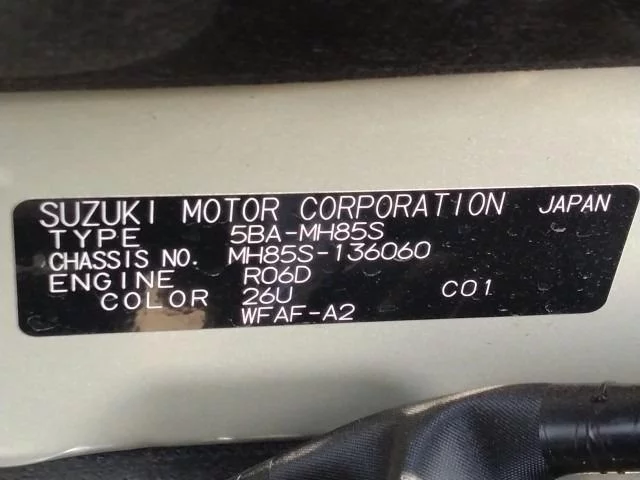 SUZUKI MOTOR CORPORATION JAPAN
TYPE 5BA-MH85S
CHASSIS NO. MH85S-136060
ENGINE R06D
COLOR 26U C01
WFAF-A2